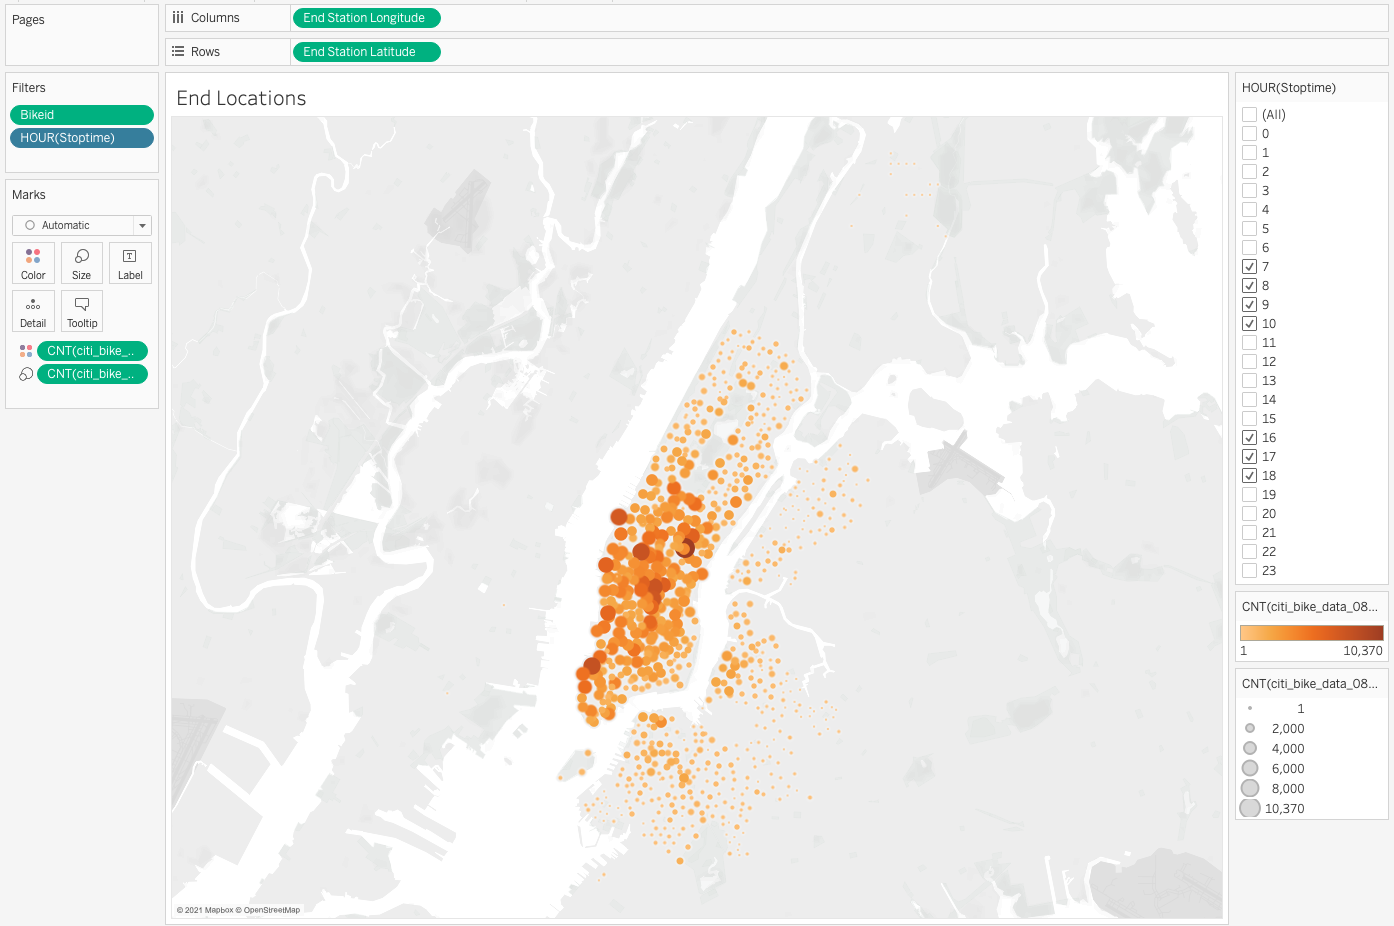 Pages
Columns
End Station Longitude
Rows
End Station Latitude
Filters
Bikeid
HOUR(Stoptime)
Marks
Automatic
Color
Size
T
Label
Detail
Tooltip
CNT(citi_bike_..
CNT(citi_bike_..
End Locations
© 2021 Mapbox © OpenStreetMap
HOUR(Stoptime)
(All)
0
1
2
3
4
5
6
7
8
9
10
11
12
13
14
15
16
17
18
19
20
21
22
23
CNT(citi_bike_data_08...
1 10,370
CNT(citi_bike_data_08...
1
2,000
4,000
6,000
8,000
10,370